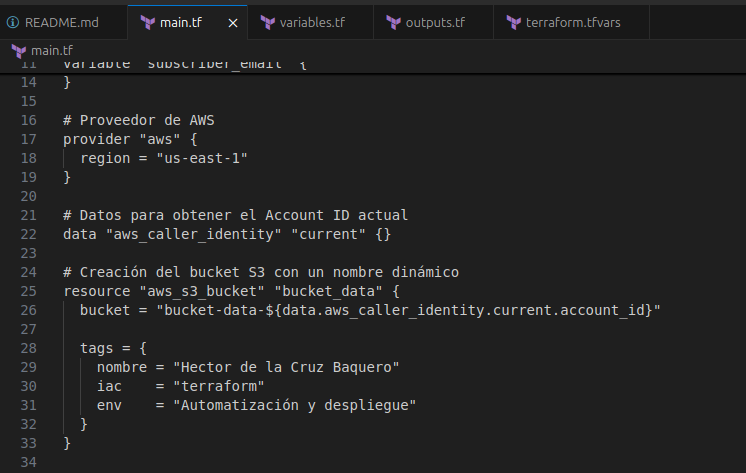 README.md main.tf variables.tf outputs.tf terraform.tfvars
main.tf
11 variable "subscriber_email" {
14 }
15
16 # Proveedor de AWS
17 provider "aws" {
18   region = "us-east-1"
19 }
20
21 # Datos para obtener el Account ID actual
22 data "aws_caller_identity" "current" {}
23
24 # Creación del bucket S3 con un nombre dinámico
25 resource "aws_s3_bucket" "bucket_data" {
26   bucket = "bucket-data-${data.aws_caller_identity.current.account_id}"
27
28   tags = {
29     nombre = "Hector de la Cruz Baquero"
30     iac    = "terraform"
31     env    = "Automatización y despliegue"
32   }
33 }
34